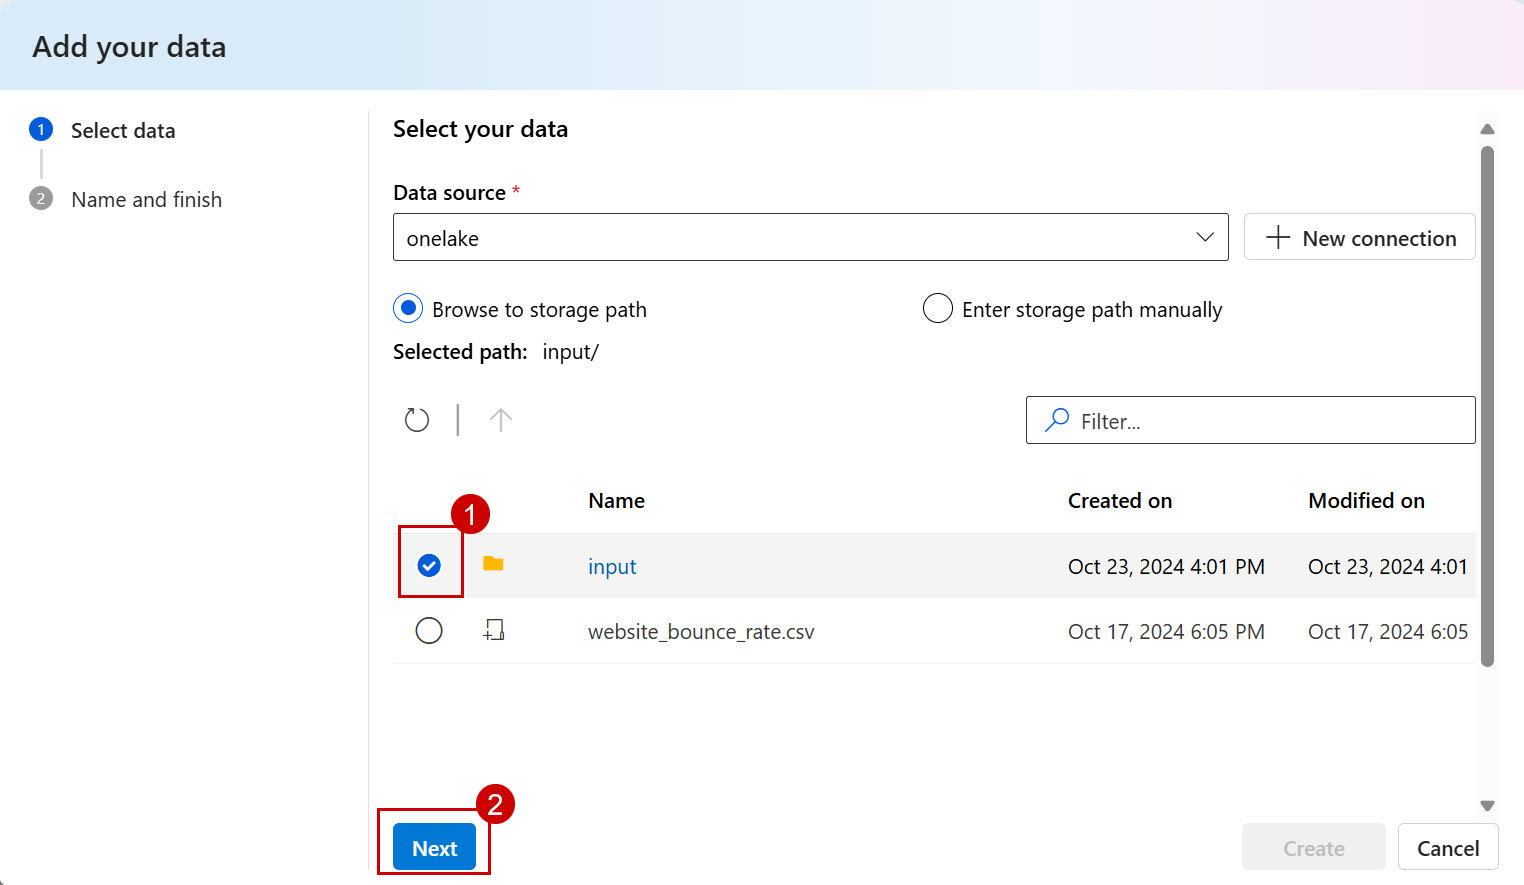 Add your data
1 Select data
2 Name and finish
Select your data
Data source *
onelake
New connection
Browse to storage path
Enter storage path manually
Selected path: input/
Filter...
Name Created on Modified on
1
input Oct 23, 2024 4:01 PM Oct 23, 2024 4:01
website_bounce_rate.csv Oct 17, 2024 6:05 PM Oct 17, 2024 6:05
2
Next Create Cancel